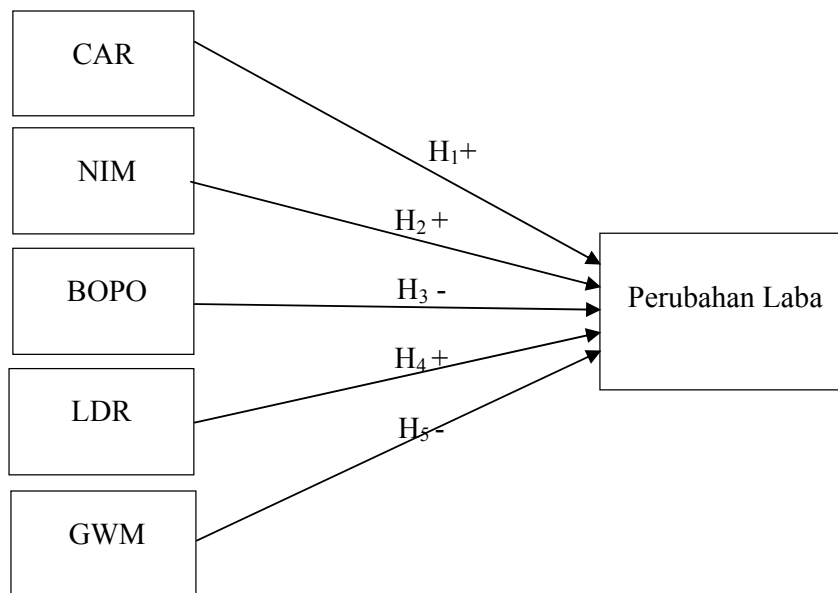 CAR
H₁+
NIM
H₂ +
BOPO
H₃ -
Perubahan Laba
H₄ +
LDR
H₅ -
GWM